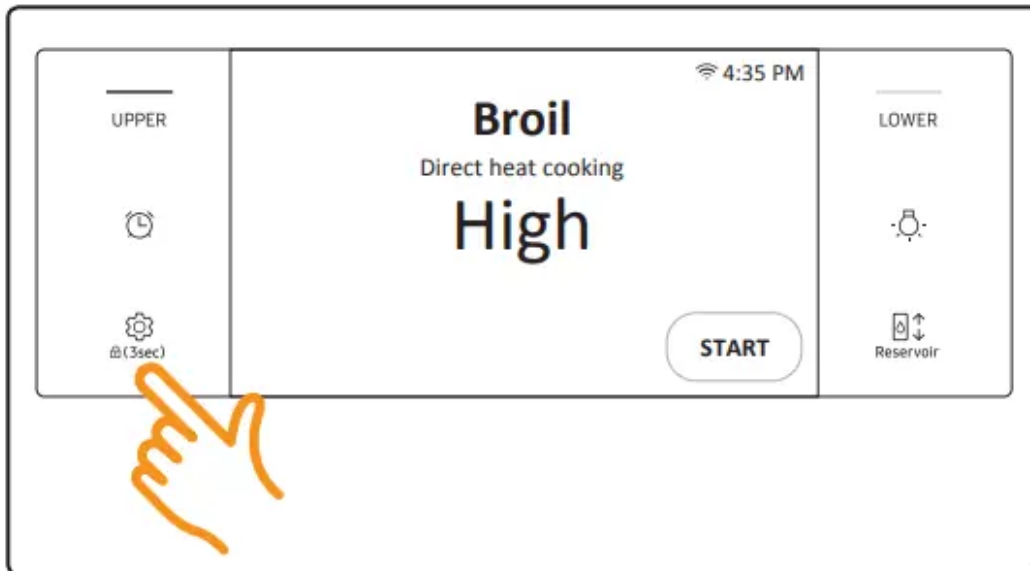 4:35 PM
UPPER
Broil
LOWER
Direct heat cooking
High
(3sec)
START
Reservoir